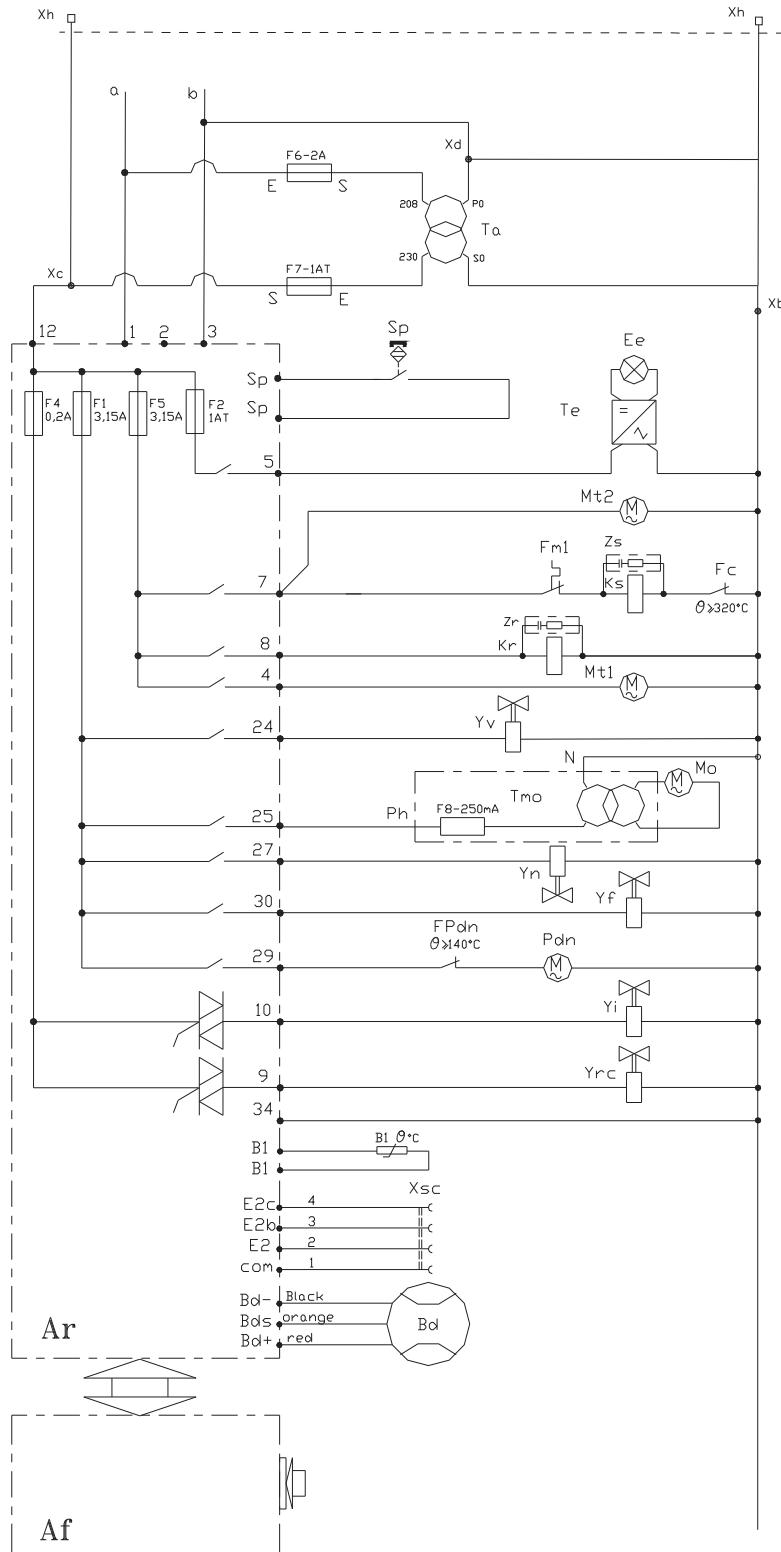 Xh
Xh
a
b
Xd
F6-2A
E
S
208
P0
Ta
230
S0
Xc
F7-1AT
S
E
12
1
2
3
Sp
Ee
F4
0,2A
F1
3,15A
F5
3,15A
F2
1AT
Sp
Sp
Te
=
5
Mt2
M
Fm1
Zs
Ks
Fc
7
θ≥320°C
Zr
Kr
8
4
Mt1
M
24
Yv
N
Tmo
Mo
M
25
Ph
F8-250mA
27
Yn
Yf
30
FPdn
θ≥140°C
Pdn
M
29
10
Yi
9
Yrc
34
B1
B1 θ°C
B1
Xsc
E2c
4
E2b
3
E2
2
com
1
Bd-
Black
Bds
orange
Bd
Bd+
red
Ar
Af